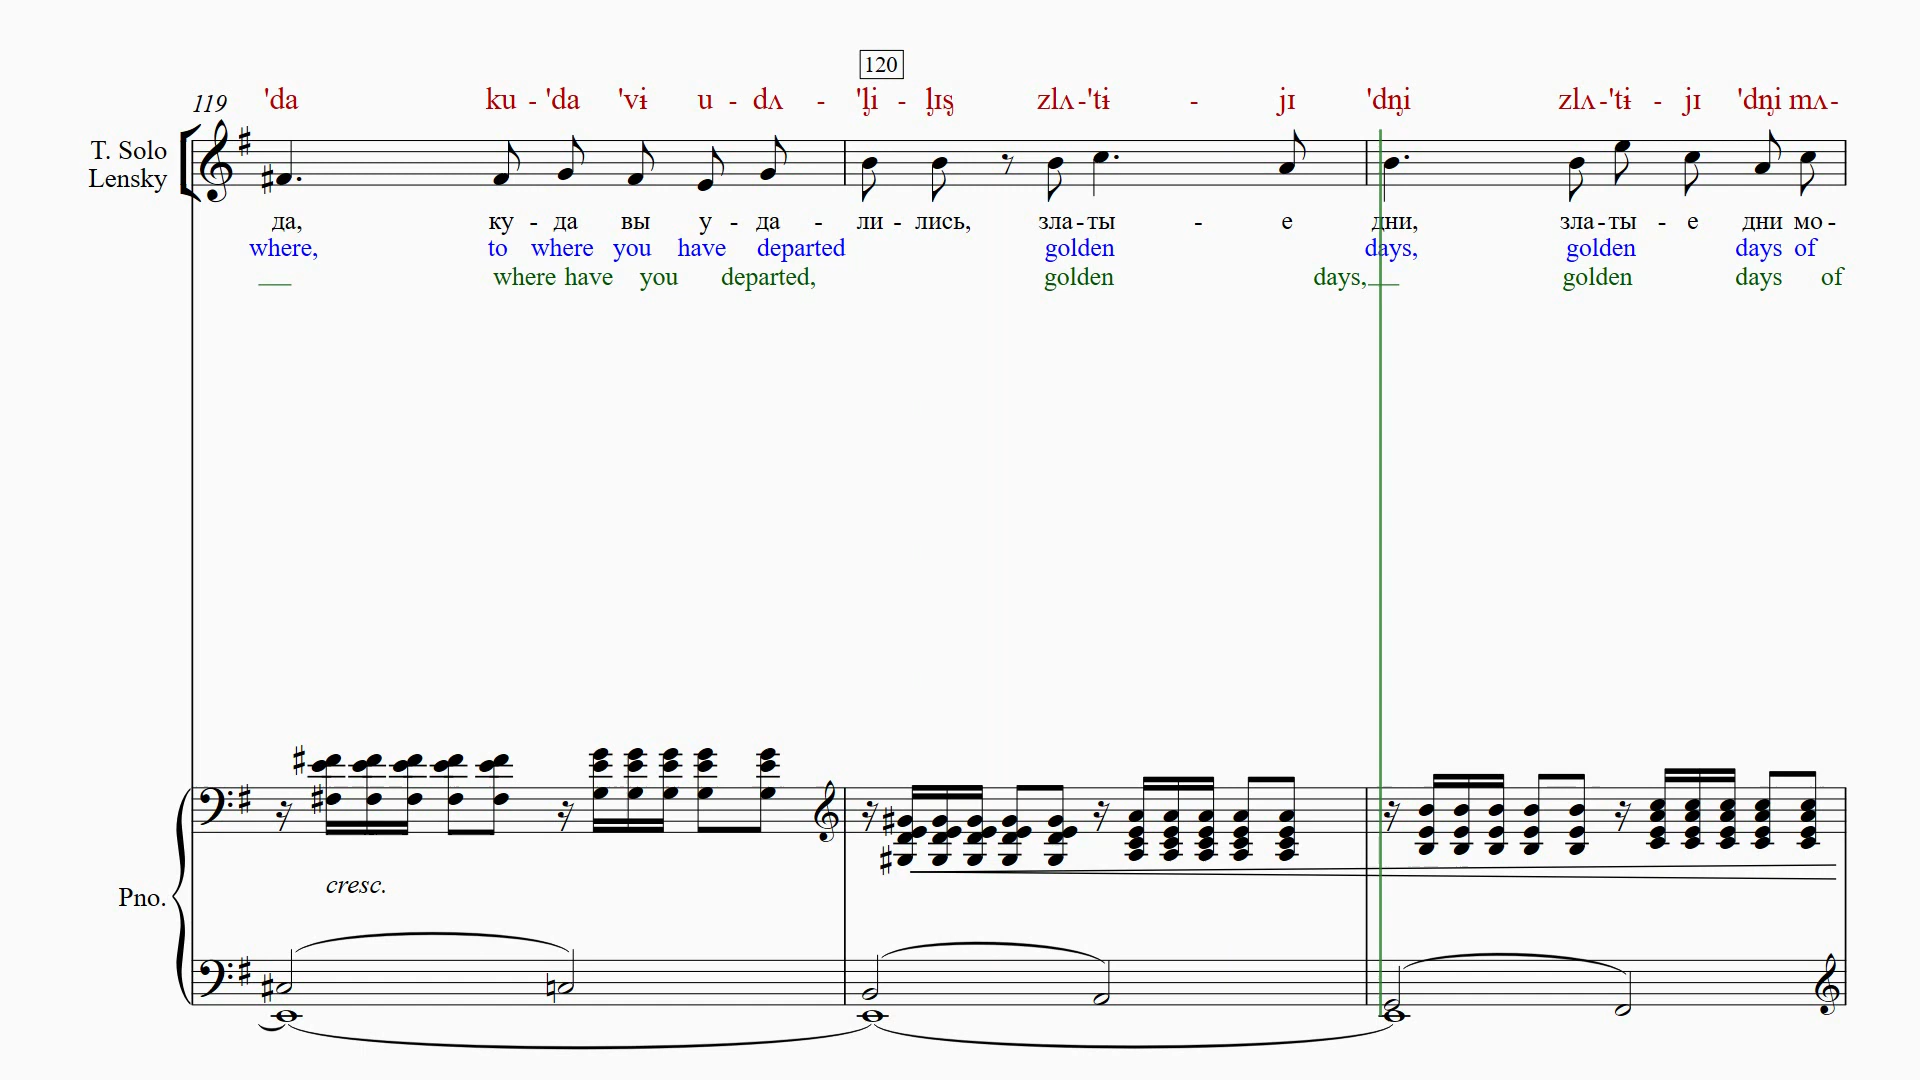 120
119 'da ku - 'da 'vɨ u - dʌ - 'l̡i - l̡ɪs̡ zlʌ-'tɨ - jɪ 'dn̡i zlʌ-'tɨ - jɪ 'dn̡i mʌ-
T. Solo
Lensky
да, ку - да вы у - да - ли - лись, зла-ты - е дни, зла-ты - е дни мо-
where, to where you have departed golden days, golden days of
where have you departed, golden days, golden days of
cresc.
Pno.